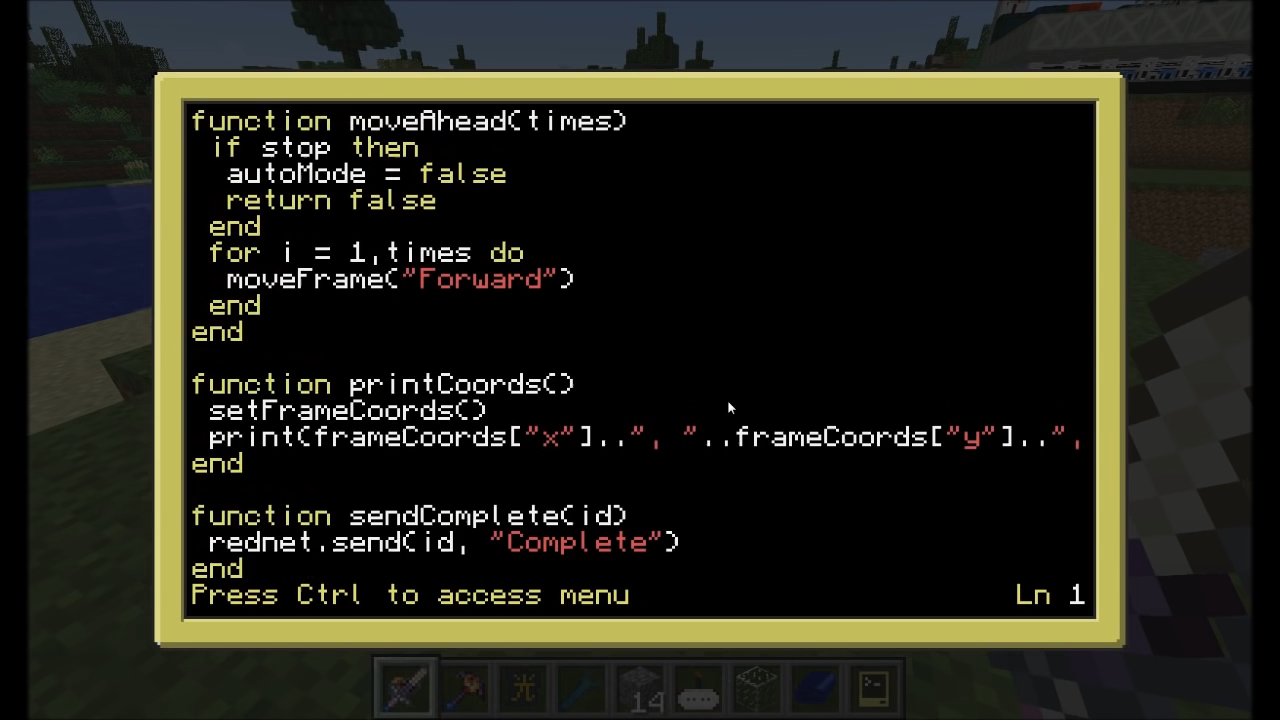 function moveAhead(times)
 if stop then
  autoMode = false
  return false
 end
 for i = 1,times do
  moveFrame("Forward")
 end
end

function printCoords()
 setFrameCoords()
 print(frameCoords["x"]..", "..frameCoords["y"]..",
end

function sendComplete(id)
 rednet.send(id, "Complete")
end
Press Ctrl to access menu Ln 1
14